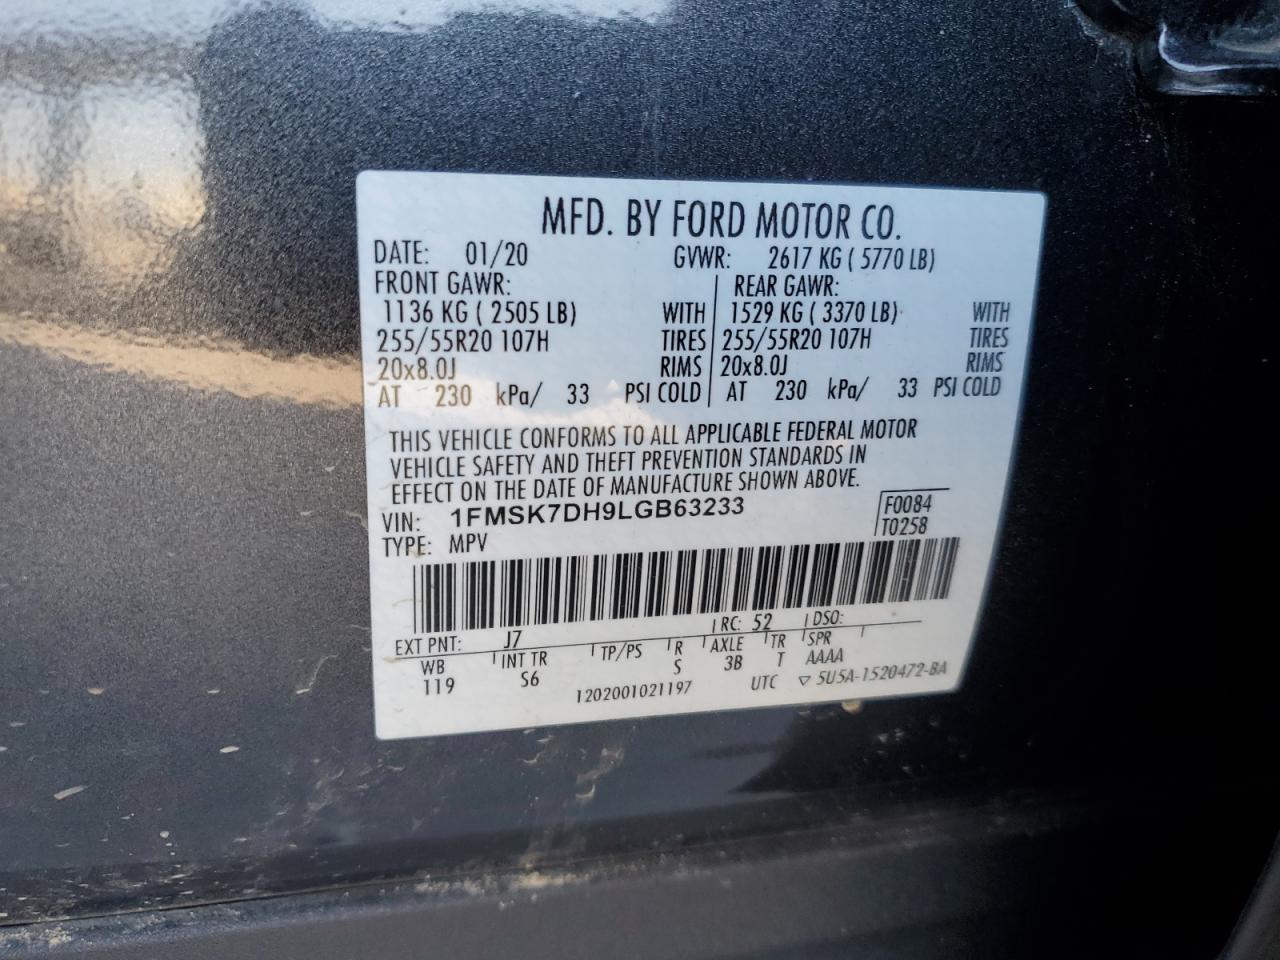 MFD. BY FORD MOTOR CO.
DATE: 01/20 GVWR: 2617 KG ( 5770 LB)
FRONT GAWR: REAR GAWR:
1136 KG ( 2505 LB) WITH 1529 KG ( 3370 LB) WITH
255/55R20 107H TIRES 255/55R20 107H TIRES
20x8.0J RIMS 20x8.0J RIMS
AT 230 kPa/ 33 PSI COLD AT 230 kPa/ 33 PSI COLD
THIS VEHICLE CONFORMS TO ALL APPLICABLE FEDERAL MOTOR
VEHICLE SAFETY AND THEFT PREVENTION STANDARDS IN
EFFECT ON THE DATE OF MANUFACTURE SHOWN ABOVE.
VIN: 1FMSK7DH9LGB63233 F0084
TYPE: MPV T0258
EXT PNT: J7 RC: 52 DSO:
WB INT TR TP/PS R AXLE TR SPR
119 S6 S 3B T AAAA
1202001021197 UTC ▽ 5U5A-1520472-BA